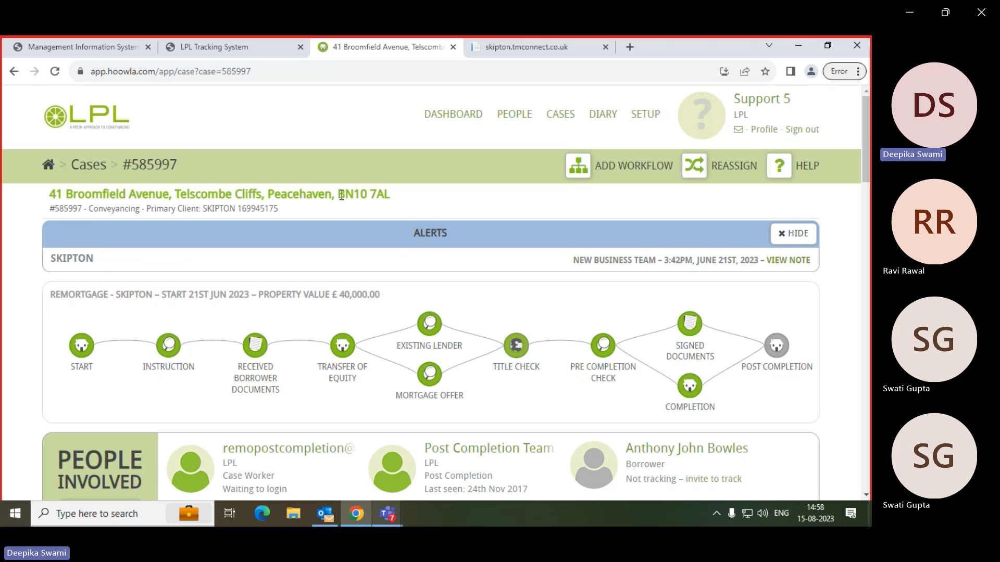 Management Information System
LPL Tracking System
41 Broomfield Avenue, Telscomb
skipton.tmconnect.co.uk
app.hoowla.com/app/case?case=585997
Error
LPL
A FRESH APPROACH TO CONVEYANCING
DASHBOARD PEOPLE CASES DIARY SETUP
?
Support 5
LPL
· Profile · Sign out
> Cases > #585997
ADD WORKFLOW
REASSIGN
? HELP
41 Broomfield Avenue, Telscombe Cliffs, Peacehaven, BN10 7AL
#585997 - Conveyancing - Primary Client: SKIPTON 169945175
ALERTS
HIDE
SKIPTON
NEW BUSINESS TEAM – 3:42PM, JUNE 21ST, 2023 – VIEW NOTE
REMORTGAGE - SKIPTON – START 21ST JUN 2023 – PROPERTY VALUE £ 40,000.00
START
INSTRUCTION
RECEIVED
BORROWER
DOCUMENTS
TRANSFER OF
EQUITY
EXISTING LENDER
MORTGAGE OFFER
TITLE CHECK
PRE COMPLETION
CHECK
SIGNED
DOCUMENTS
COMPLETION
POST COMPLETION
PEOPLE
INVOLVED
remopostcompletion@
LPL
Case Worker
Waiting to login
Post Completion Team
LPL
Post Completion
Last seen: 24th Nov 2017
Anthony John Bowles
Borrower
Not tracking – invite to track
Type here to search
7
ENG
14:58
15-08-2023
DS
Deepika Swami
RR
Ravi Rawal
SG
Swati Gupta
SG
Swati Gupta
Deepika Swami